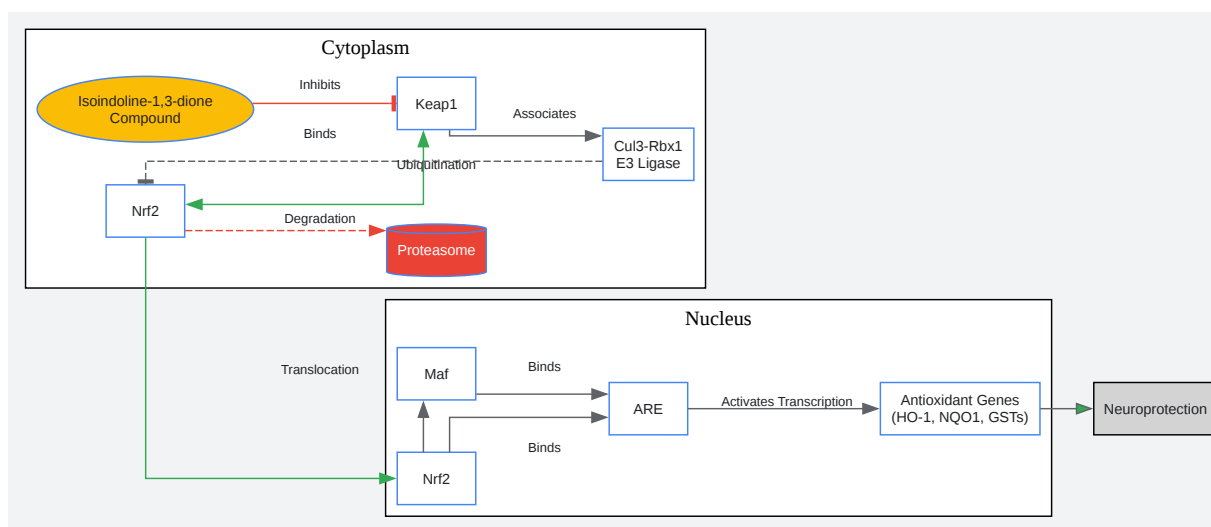 Cytoplasm
Inhibits
Isoindoline-1,3-dione
Compound
Keap1
Associates
Binds
Cul3-Rbx1
E3 Ligase
Ubiquitination
Nrf2
Degradation
Proteasome
Nucleus
Translocation
Maf
Binds
ARE
Activates Transcription
Antioxidant Genes
(HO-1, NQO1, GSTs)
Neuroprotection
Binds
Nrf2